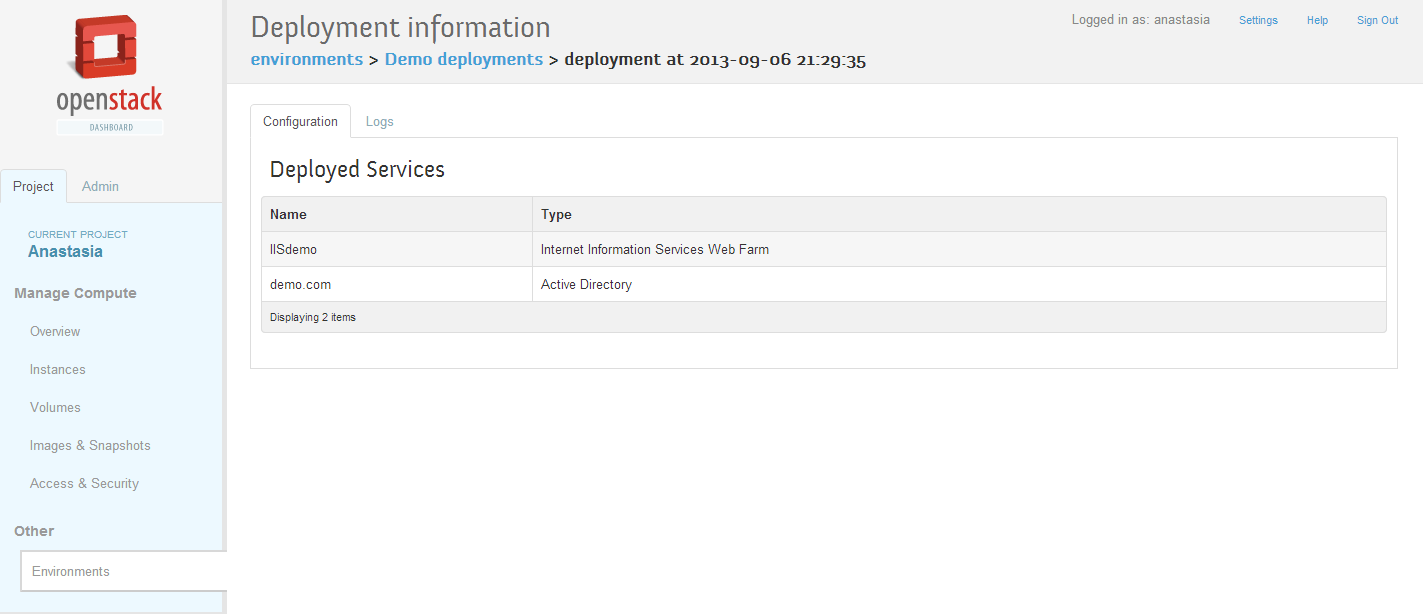 openstack
DASHBOARD
Project Admin
CURRENT PROJECT
Anastasia
Manage Compute
Overview
Instances
Volumes
Images & Snapshots
Access & Security
Other
Environments
Deployment information
Logged in as: anastasia Settings Help Sign Out
environments > Demo deployments > deployment at 2013-09-06 21:29:35
Configuration Logs
Deployed Services
Name Type
IISdemo Internet Information Services Web Farm
demo.com Active Directory
Displaying 2 items